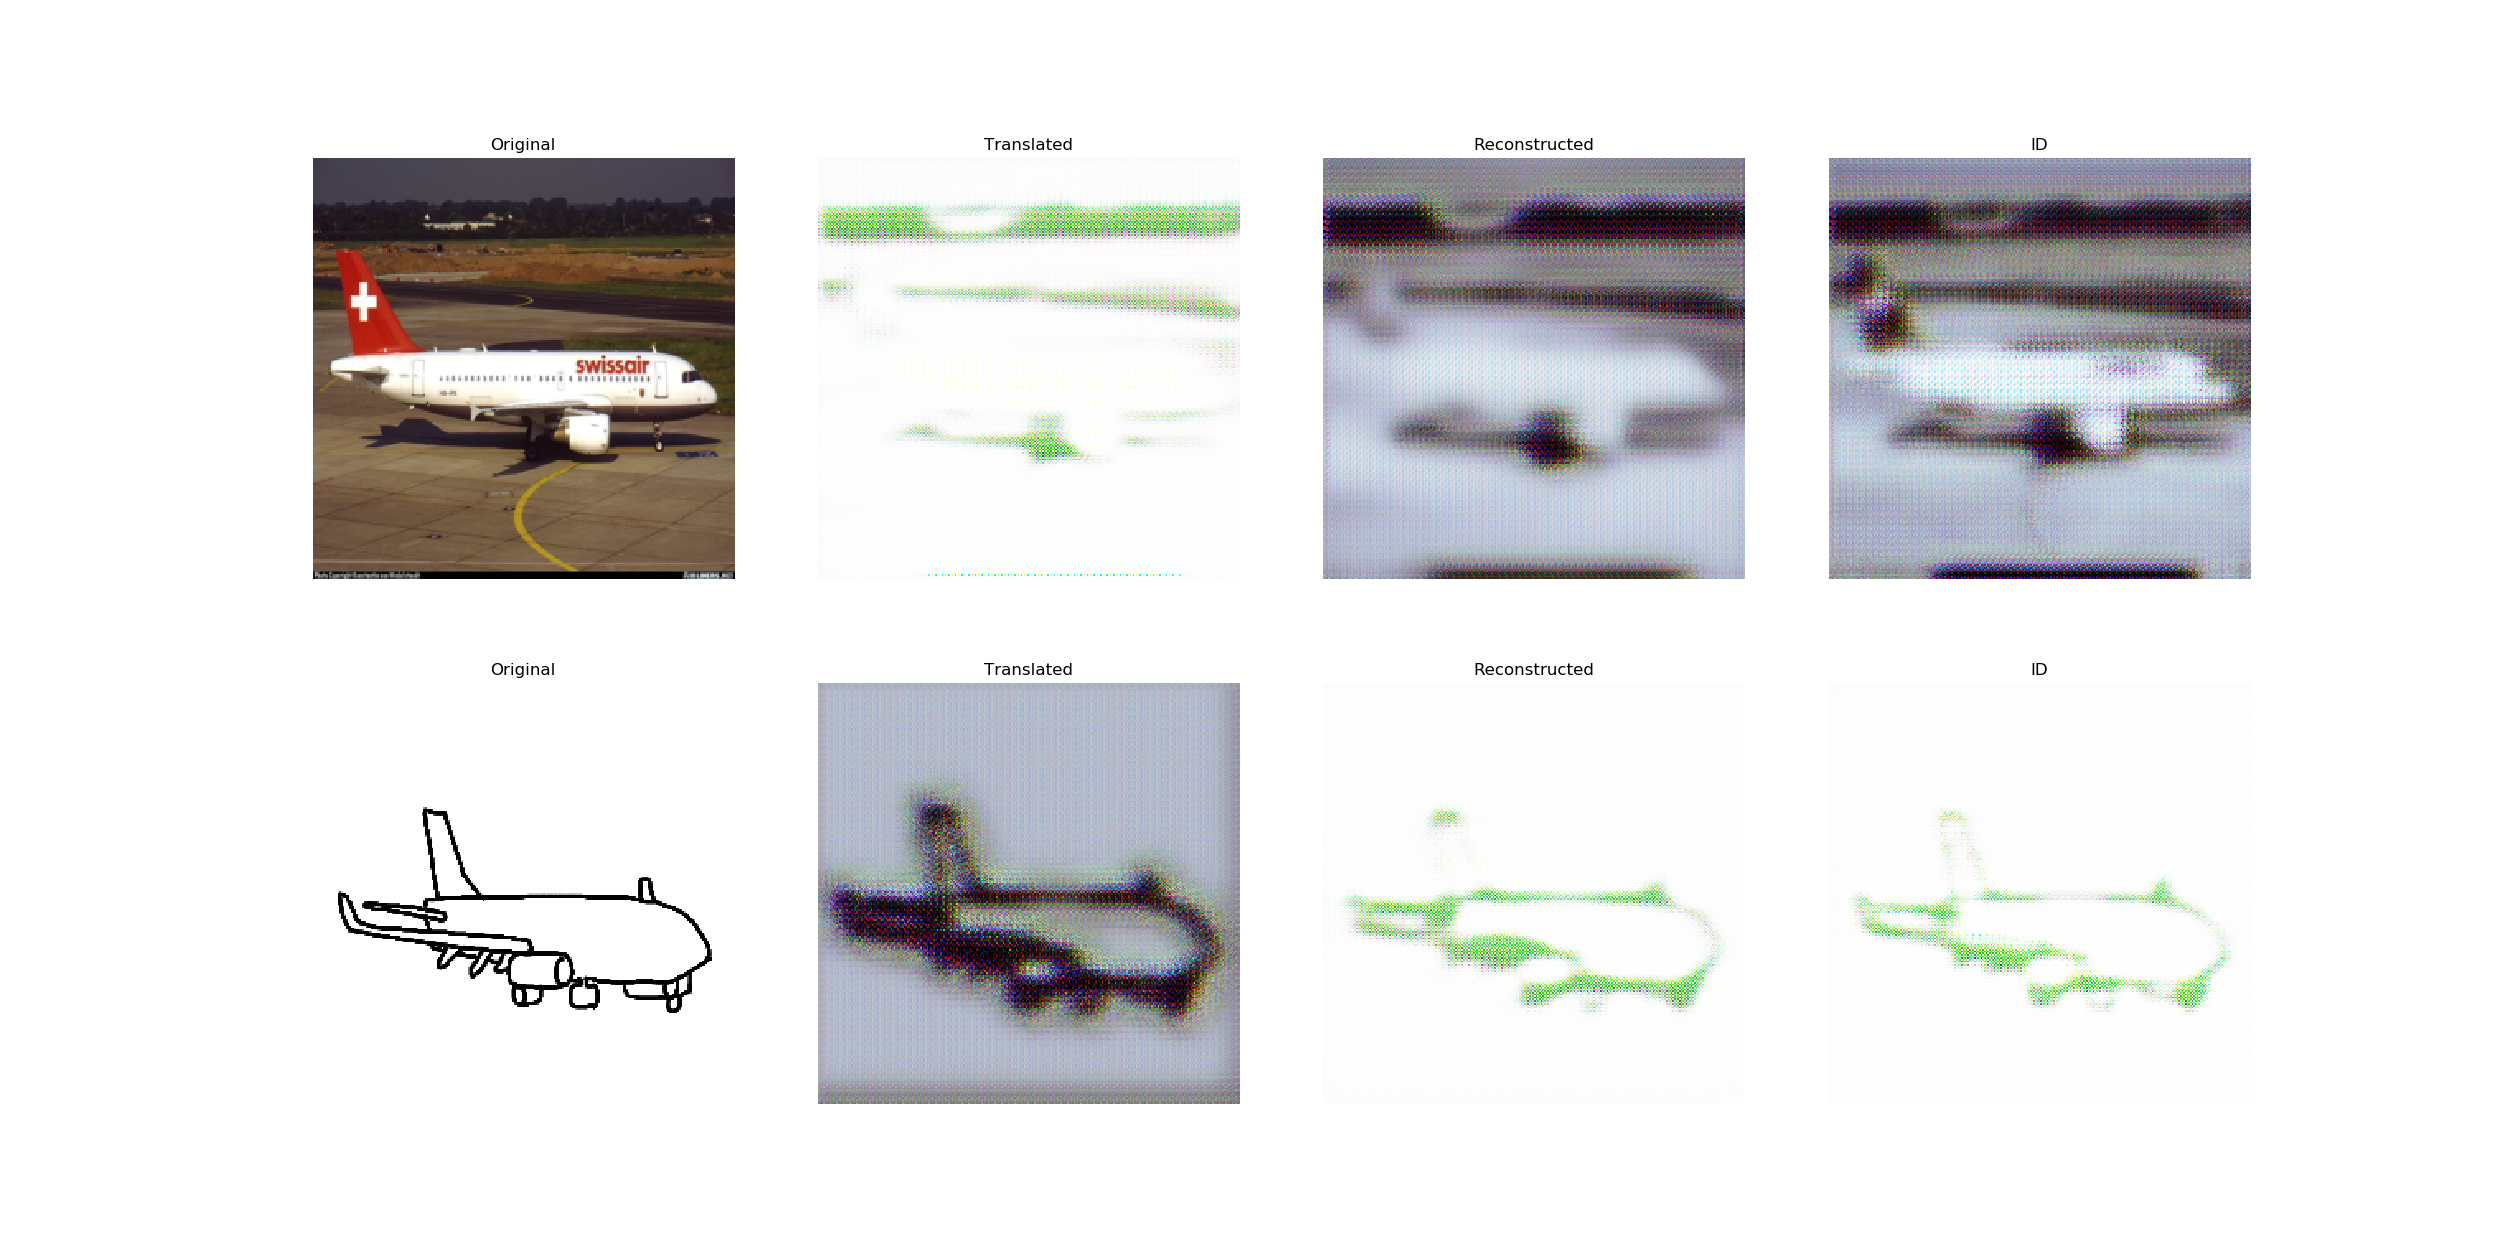 Original
Translated
Reconstructed
ID
swissair
Original
Translated
Reconstructed
ID